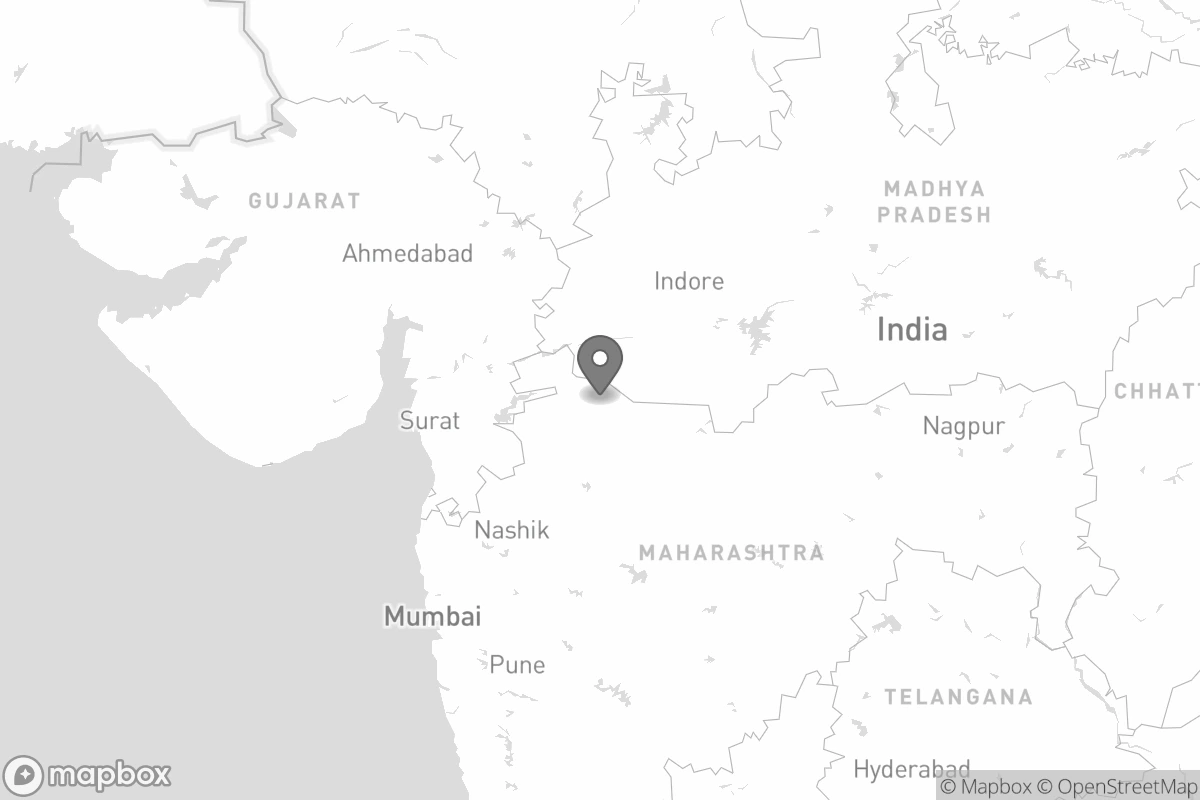 GUJARAT
MADHYA
PRADESH
Ahmedabad
Indore
India
CHHATT
Surat
Nagpur
Nashik
MAHARASHTRA
Mumbai
Pune
TELANGANA
Hyderabad
mapbox
© Mapbox © OpenStreetMap